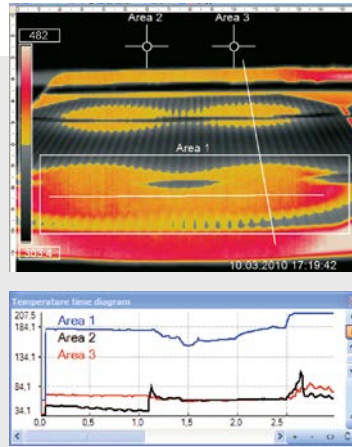 Area 2 Area 3
482
Area 1
10.03.2010 17:19:42
Temperature time diagram
207.5
184,1
134,1
84,1
34,1
Area 1
Area 2
Area 3
0,0 0,5 1,0 1,5 2,0 2,5